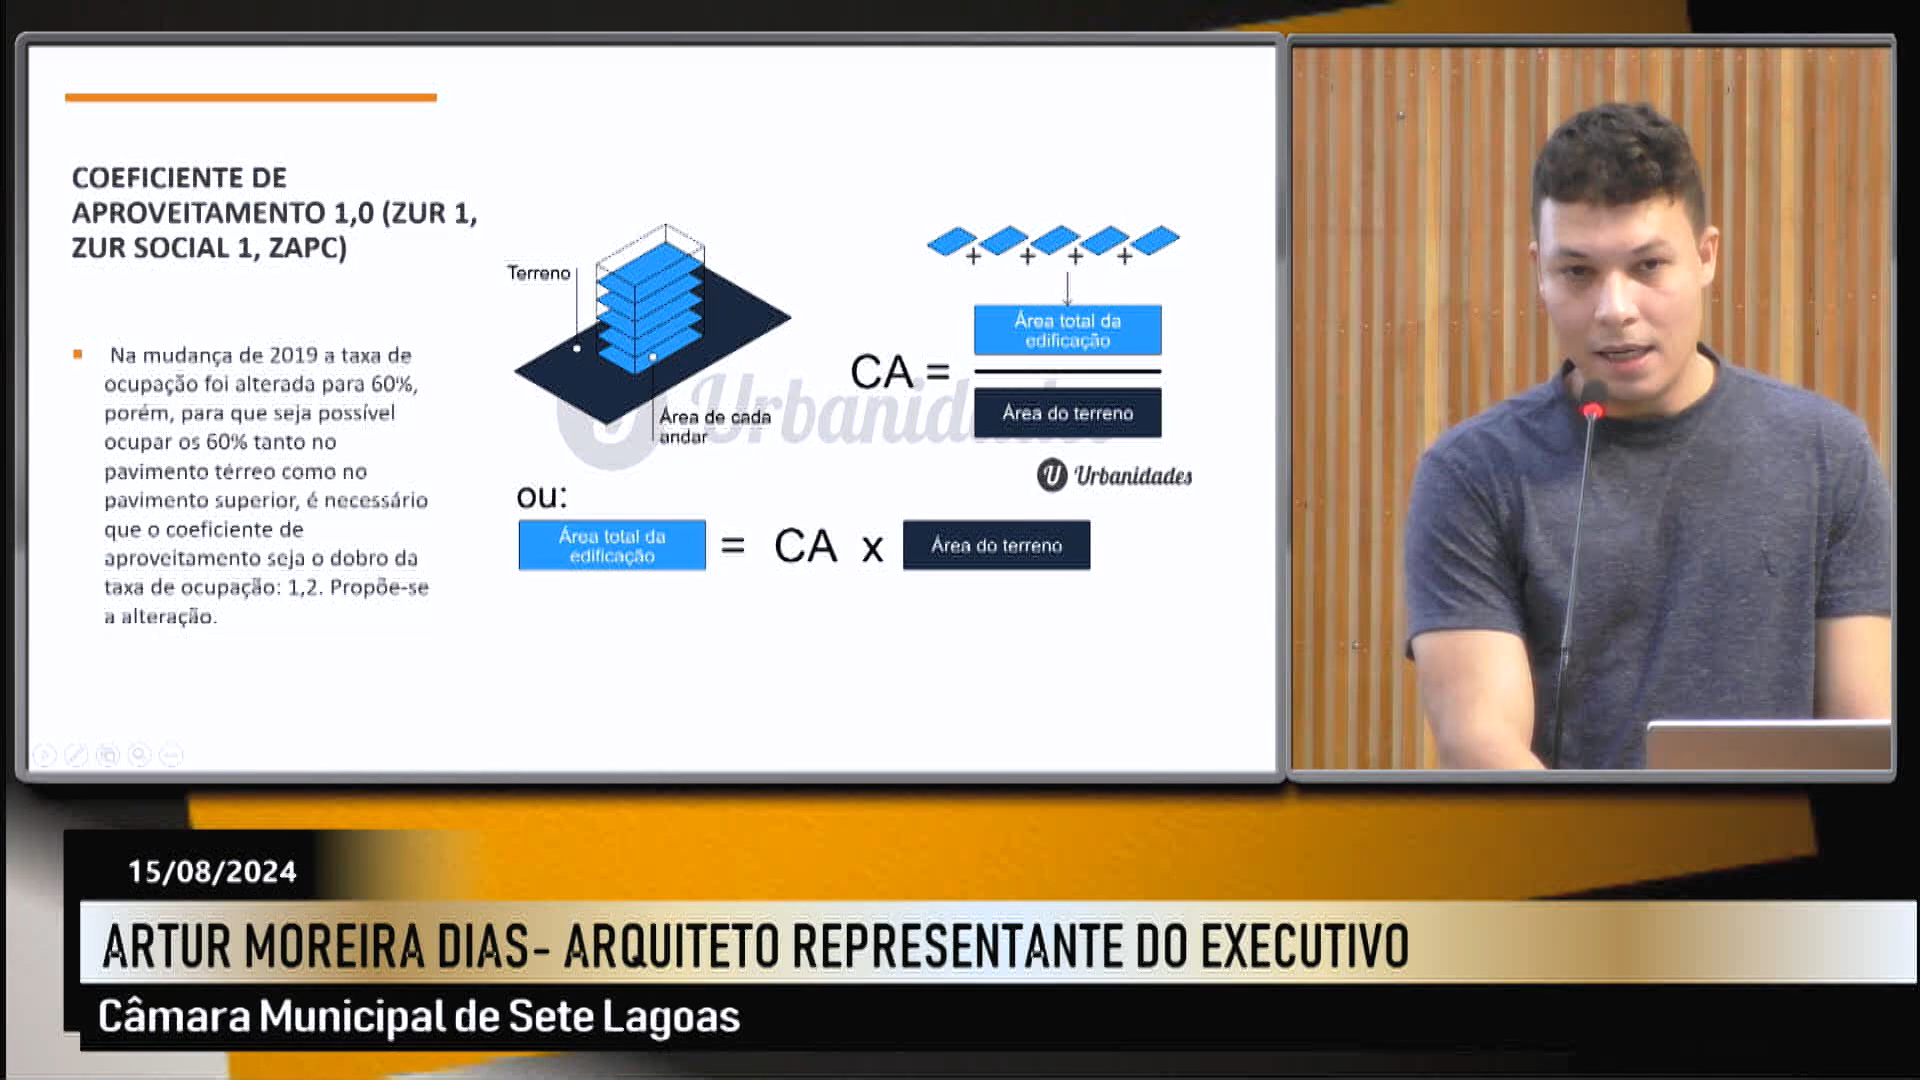 COEFICIENTE DE
APROVEITAMENTO 1,0 (ZUR 1,
ZUR SOCIAL 1, ZAPC)
Na mudança de 2019 a taxa de
ocupação foi alterada para 60%,
porém, para que seja possível
ocupar os 60% tanto no
pavimento térreo como no
pavimento superior, é necessário
que o coeficiente de
aproveitamento seja o dobro da
taxa de ocupação: 1,2. Propõe-se
a alteração.
Terreno
Área de cada
andar
Urbanidades
+ + + +
CA =
Área total da
edificação
Área do terreno
U Urbanidades
ou:
Área total da
edificação
= CA x
Área do terreno
15/08/2024
ARTUR MOREIRA DIAS- ARQUITETO REPRESENTANTE DO EXECUTIVO
Câmara Municipal de Sete Lagoas